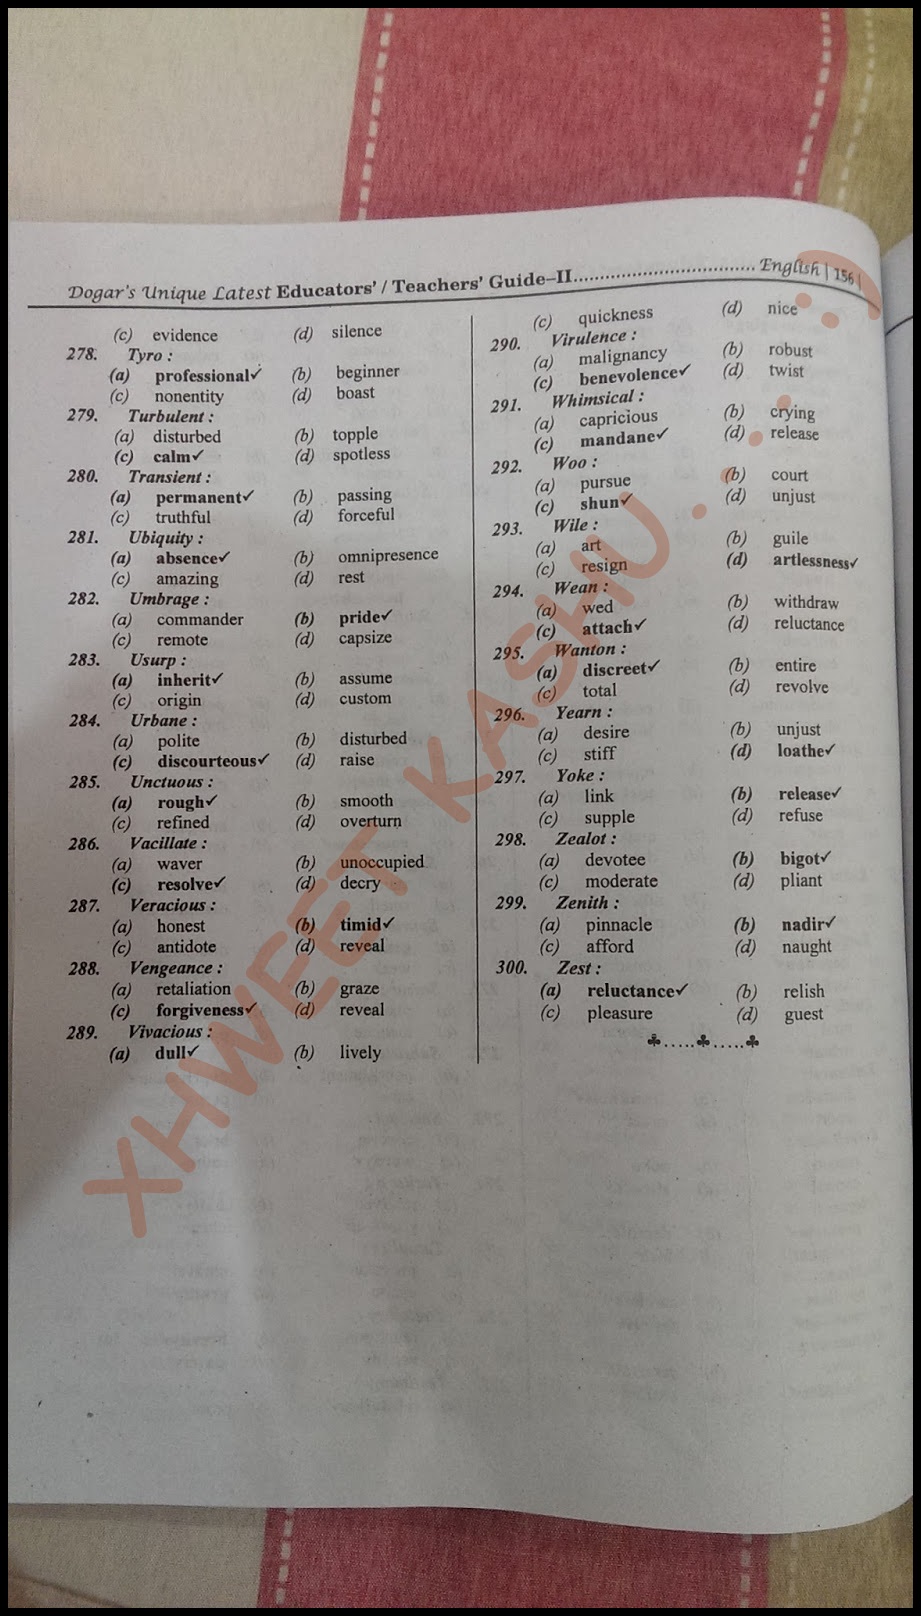 Dogar's Unique Latest Educators' / Teachers' Guide–II.................................. English | 156 |
(c) evidence (d) silence
278. Tyro :
(a) professional✓ (b) beginner
(c) nonentity (d) boast
279. Turbulent :
(a) disturbed (b) topple
(c) calm✓ (d) spotless
280. Transient :
(a) permanent✓ (b) passing
(c) truthful (d) forceful
281. Ubiquity :
(a) absence✓ (b) omnipresence
(c) amazing (d) rest
282. Umbrage :
(a) commander (b) pride✓
(c) remote (d) capsize
283. Usurp :
(a) inherit✓ (b) assume
(c) origin (d) custom
284. Urbane :
(a) polite (b) disturbed
(c) discourteous✓ (d) raise
285. Unctuous :
(a) rough✓ (b) smooth
(c) refined (d) overturn
286. Vacillate :
(a) waver (b) unoccupied
(c) resolve✓ (d) decry
287. Veracious :
(a) honest (b) timid✓
(c) antidote (d) reveal
288. Vengeance :
(a) retaliation (b) graze
(c) forgiveness✓ (d) reveal
289. Vivacious :
(a) dull✓ (b) lively
(c) quickness (d) nice
290. Virulence :
(a) malignancy (b) robust
(c) benevolence✓ (d) twist
291. Whimsical :
(a) capricious (b) crying
(c) mandane✓ (d) release
292. Woo :
(a) pursue (b) court
(c) shun✓ (d) unjust
293. Wile :
(a) art (b) guile
(c) resign (d) artlessness✓
294. Wean :
(a) wed (b) withdraw
(c) attach✓ (d) reluctance
295. Wanton :
(a) discreet✓ (b) entire
(c) total (d) revolve
296. Yearn :
(a) desire (b) unjust
(c) stiff (d) loathe✓
297. Yoke :
(a) link (b) release✓
(c) supple (d) refuse
298. Zealot :
(a) devotee (b) bigot✓
(c) moderate (d) pliant
299. Zenith :
(a) pinnacle (b) nadir✓
(c) afford (d) naught
300. Zest :
(a) reluctance✓ (b) relish
(c) pleasure (d) guest
♣.....♣.....♣
XHWEET KASHU. . . :)